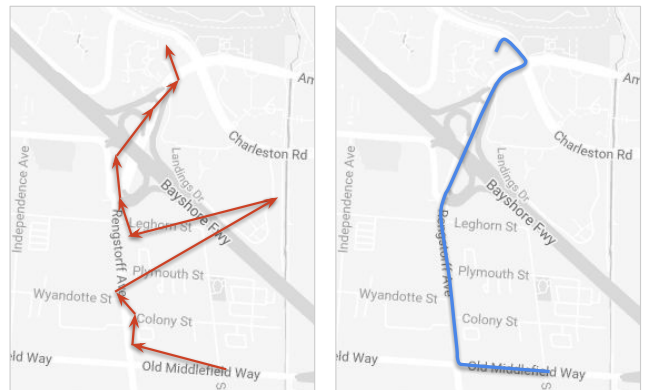 Am
Charleston Rd
Independence Ave
Landings Dr
Bayshore Fwy
Rengstorff Ave
Leghorn St
Plymouth St
Wyandotte St
Colony St
eld Way
Old Middlefield Way
S
Am
Charleston Rd
Independence Ave
Landings Dr
Bayshore Fwy
Rengstorff Ave
Leghorn St
Plymouth St
Wyandotte St
Colony St
eld Way
Old Middlefield Way
S